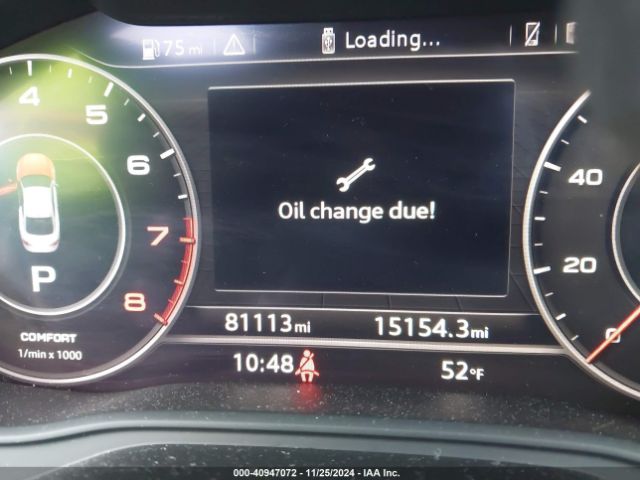 75 mi
Loading...
4
5
6
7
8
P
COMFORT
1/min x 1000
Oil change due!
40
20
0
81113 mi 15154.3 mi
10:48 52°F
000-40947072 - 11/25/2024 - IAA Inc.